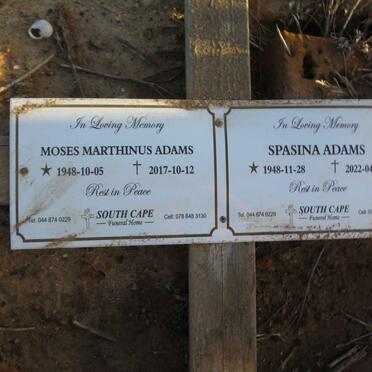 In Loving Memory
MOSES MARTHINUS ADAMS
1948-10-05 2017-10-12
Rest in Peace
Tel: 044 874 0229 SOUTH CAPE Cell: 078 648 3130
Funeral Home
In Loving Memory
SPASINA ADAMS
1948-11-28 2022-04
Rest in Peace
Tel: 044 874 0229 SOUTH CAPE
Funeral Home